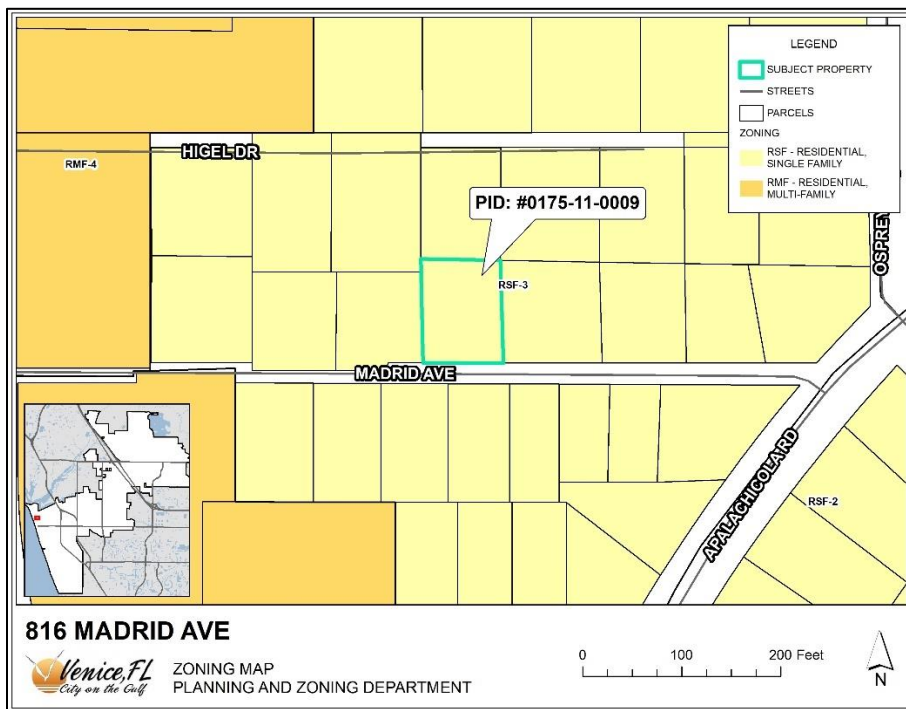 LEGEND
SUBJECT PROPERTY
STREETS
PARCELS
ZONING
RSF - RESIDENTIAL,
SINGLE FAMILY
RMF - RESIDENTIAL,
MULTI-FAMILY
HIGEL DR
RMF-4
PID: #0175-11-0009
OSPREY
RSF-3
MADRID AVE
APALACHICOLA RD
RSF-2
816 MADRID AVE
Venice, FL
City on the Gulf
ZONING MAP
PLANNING AND ZONING DEPARTMENT
0 100 200 Feet
N